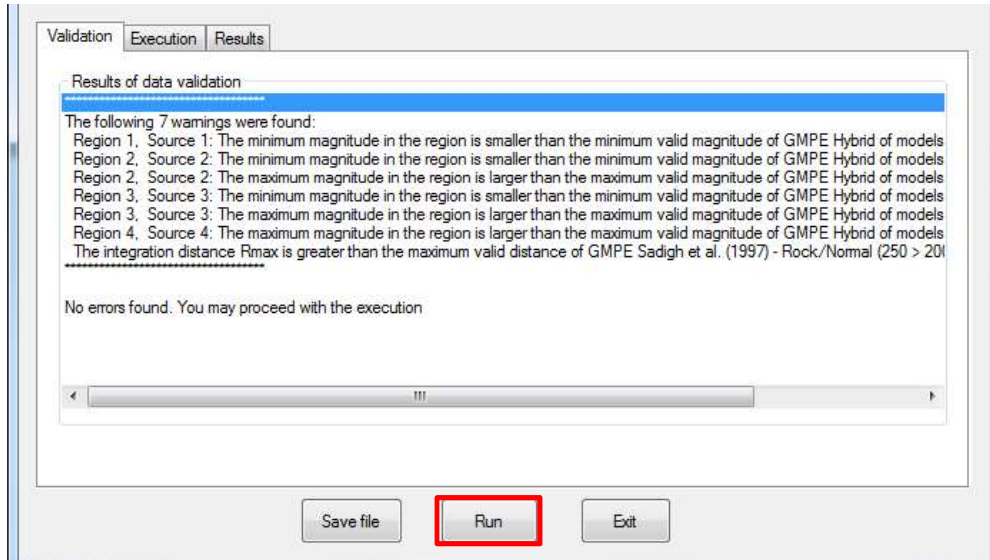 Validation Execution Results
Results of data validation
**********************************
The following 7 warnings were found:
Region 1, Source 1: The minimum magnitude in the region is smaller than the minimum valid magnitude of GMPE Hybrid of models
Region 2, Source 2: The minimum magnitude in the region is smaller than the minimum valid magnitude of GMPE Hybrid of models
Region 2, Source 2: The maximum magnitude in the region is larger than the maximum valid magnitude of GMPE Hybrid of models
Region 3, Source 3: The minimum magnitude in the region is smaller than the minimum valid magnitude of GMPE Hybrid of models
Region 3, Source 3: The maximum magnitude in the region is larger than the maximum valid magnitude of GMPE Hybrid of models
Region 4, Source 4: The maximum magnitude in the region is larger than the maximum valid magnitude of GMPE Hybrid of models
The integration distance Rmax is greater than the maximum valid distance of GMPE Sadigh et al. (1997) - Rock/Normal (250 > 20
**********************************
No errors found. You may proceed with the execution
Save file Run Exit